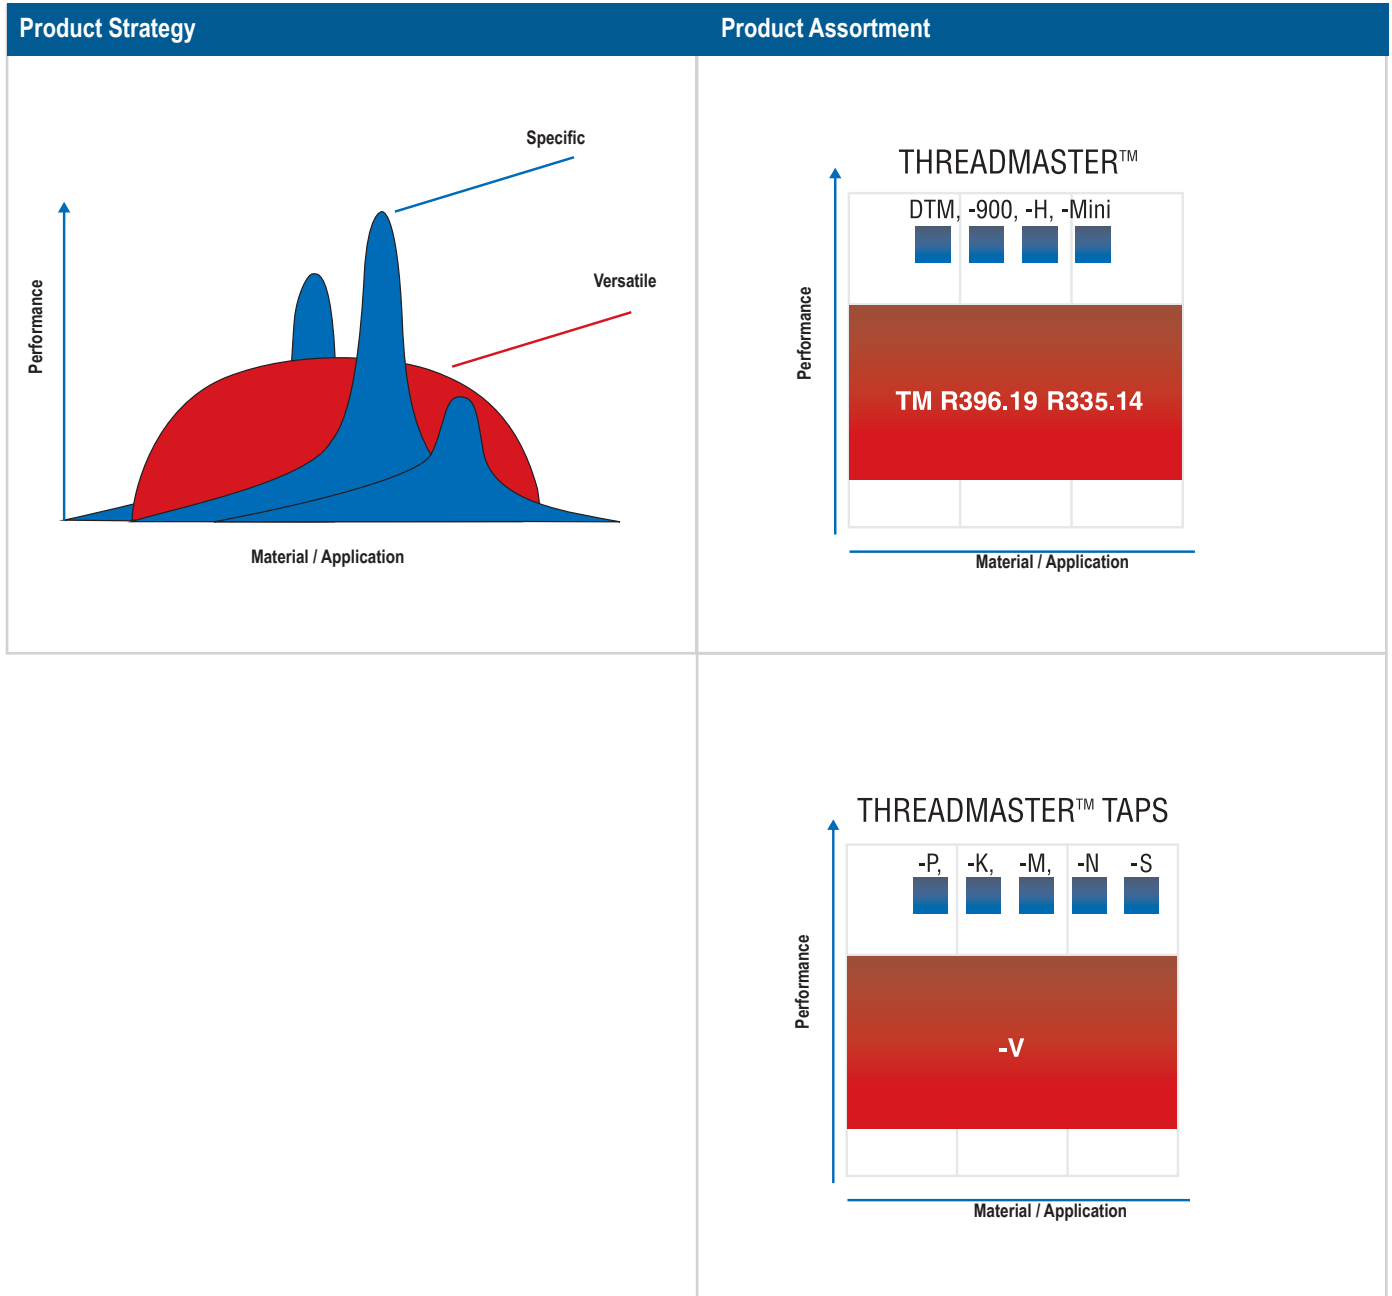 Product Strategy
Product Assortment
Specific
Versatile
Performance
Material / Application
THREADMASTER™
DTM, -900, -H, -Mini
Performance
TM R396.19 R335.14
Material / Application
THREADMASTER™ TAPS
-P, -K, -M, -N -S
Performance
-V
Material / Application